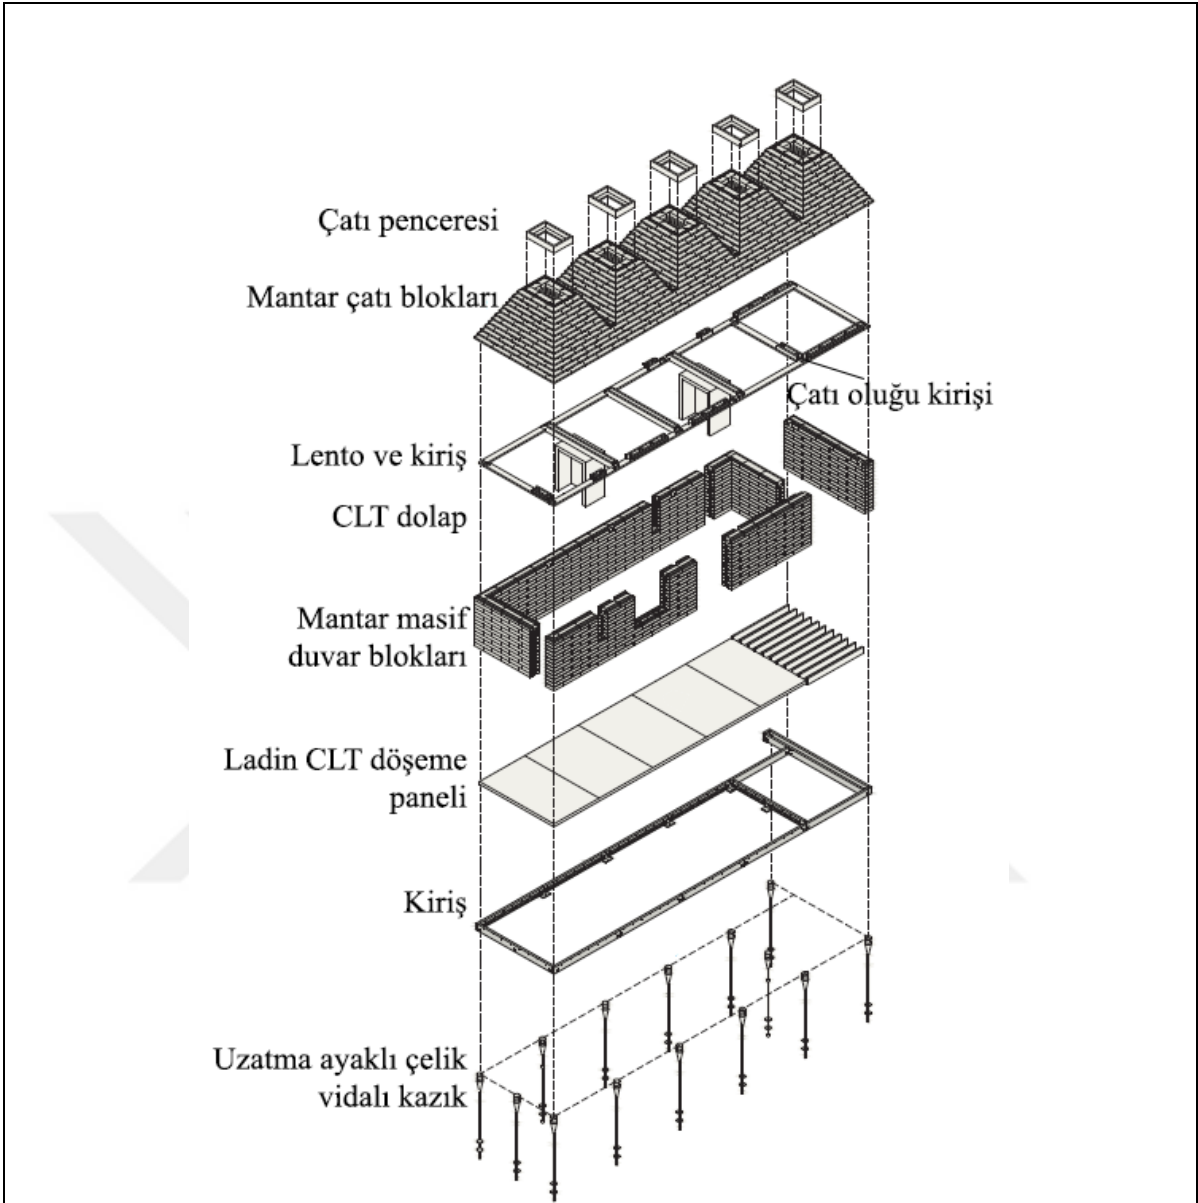 Çatı penceresi
Mantar çatı blokları
Çatı oluğu kirişi
Lento ve kiriş
CLT dolap
Mantar masif
duvar blokları
Ladin CLT döşeme
paneli
Kiriş
Uzatma ayaklı çelik
vidalı kazık